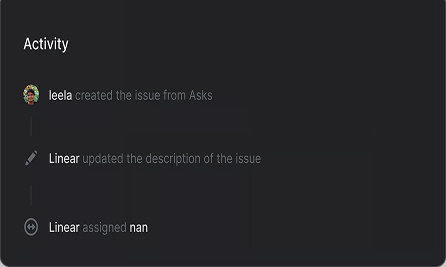 Activity
leela created the issue from Asks
Linear updated the description of the issue
Linear assigned nan